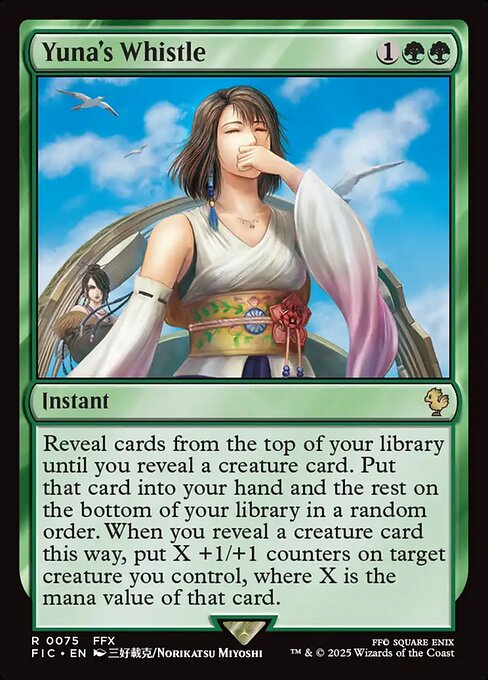 Yuna's Whistle 1
Instant
Reveal cards from the top of your library
until you reveal a creature card. Put
that card into your hand and the rest on
the bottom of your library in a random
order. When you reveal a creature card
this way, put X +1/+1 counters on target
creature you control, where X is the
mana value of that card.
R 0075 FFX
FIC • EN 三好載克/NORIKATSU MIYOSHI
FF© SQUARE ENIX
™ & © 2025 Wizards of the Coast